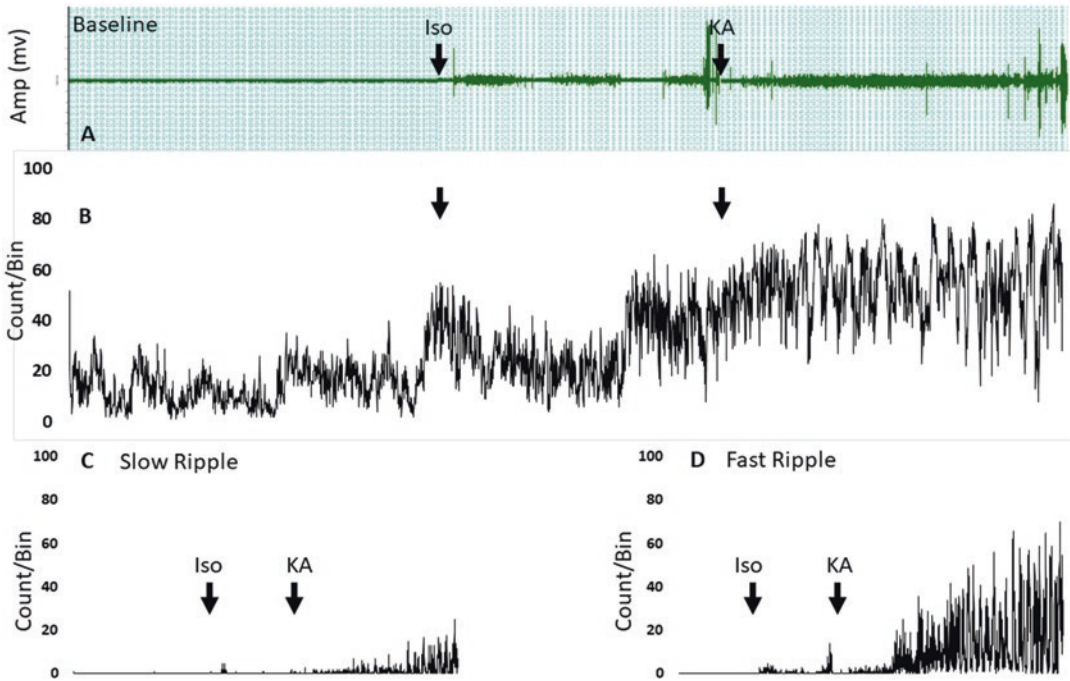 Baseline
Iso
KA
Amp (mv)
A
100
80
60
40
20
0
Count/Bin
B
100
80
60
40
20
0
Count/Bin
C Slow Ripple
Iso
KA
100
80
60
40
20
0
Count/Bin
D Fast Ripple
Iso
KA